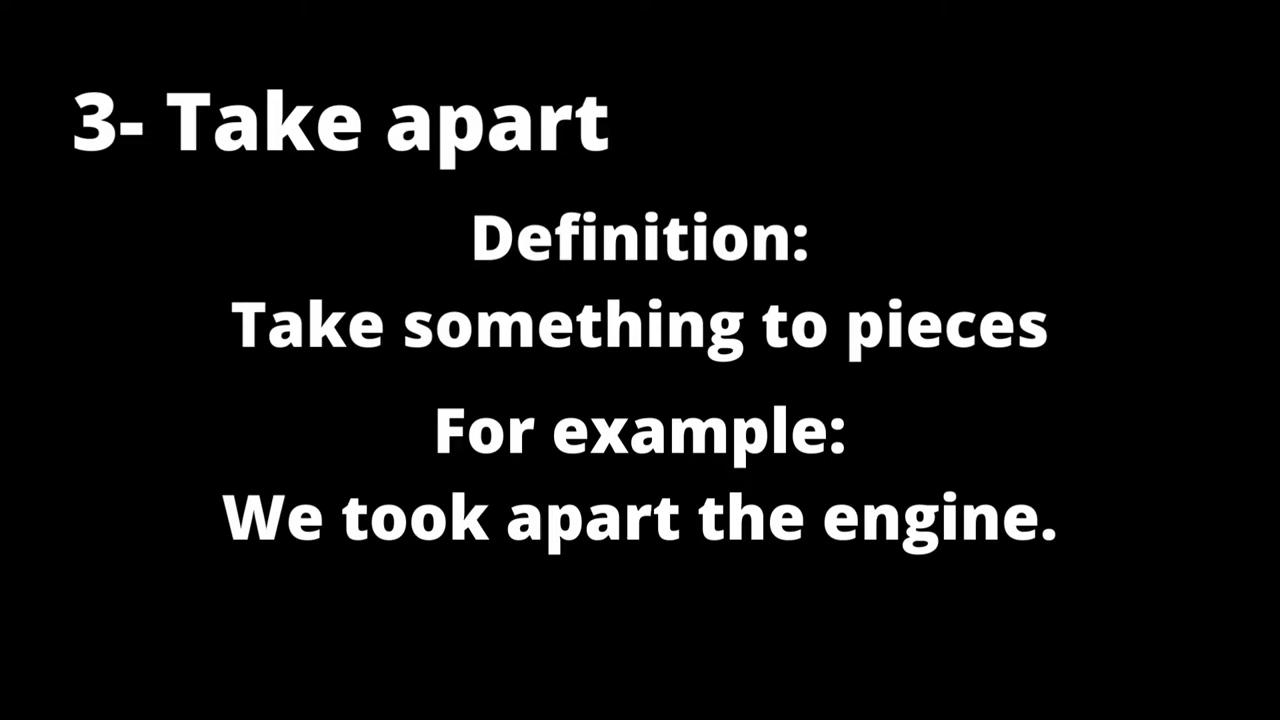 3- Take apart
Definition:
Take something to pieces
For example:
We took apart the engine.